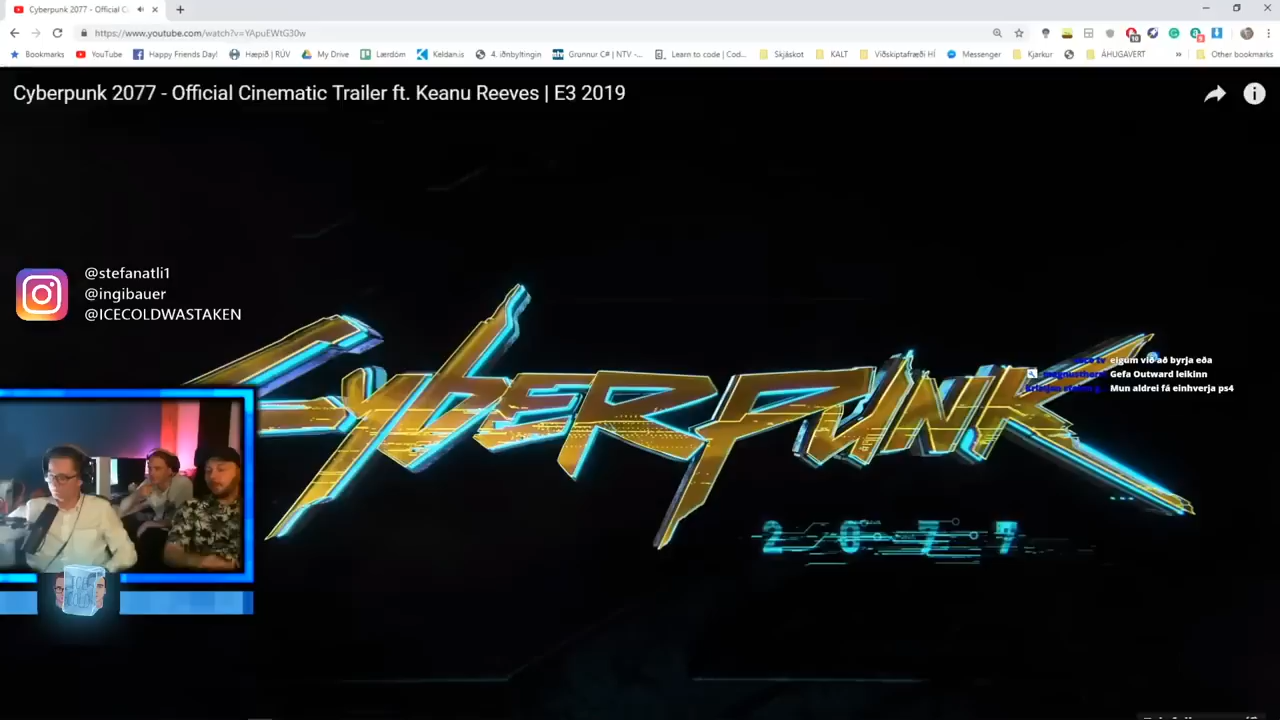 Cyberpunk 2077 - Official C
https://www.youtube.com/watch?v=YApuEWtG30w
Bookmarks
YouTube
Happy Friends Day!
Hæpið | RÚV
My Drive
Lærdóm
Keldan.is
4. iðnbyltingin
Grunnur C# | NTV -...
Learn to code | Cod...
Skjáskot
KALT
Viðskiptafræði HÍ
Messenger
Kjarkur
ÁHUGAVERT
»
Other bookmarks
Cyberpunk 2077 - Official Cinematic Trailer ft. Keanu Reeves | E3 2019
@stefanatli1
@ingibauer
@ICECOLDWASTAKEN
CYBERPUNK
2077
eigum við að byrja eða
Gefa Outward leikinn
Mun aldrei fá einhverja ps4